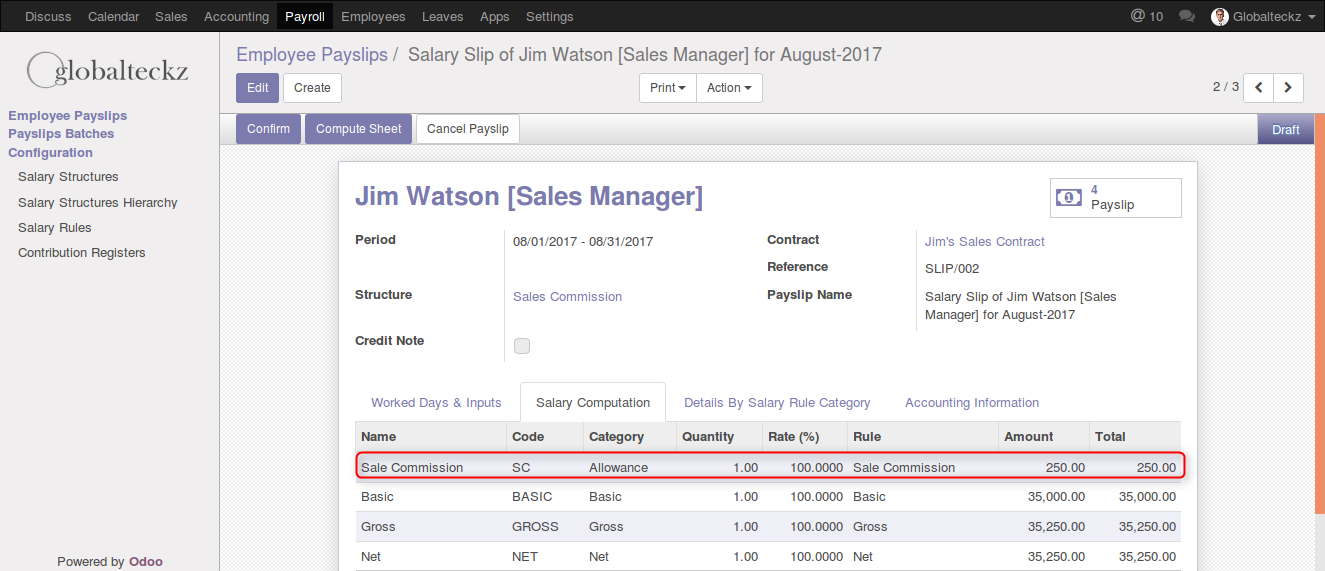 Discuss Calendar Sales Accounting Payroll Employees Leaves Apps Settings @ 10 Globalteckz
globalteckz
Employee Payslips
Payslips Batches
Configuration
Salary Structures
Salary Structures Hierarchy
Salary Rules
Contribution Registers
Powered by Odoo
Employee Payslips / Salary Slip of Jim Watson [Sales Manager] for August-2017
Edit Create Print Action 2 / 3
Confirm Compute Sheet Cancel Payslip Draft
Jim Watson [Sales Manager]
4
Payslip
Period 08/01/2017 - 08/31/2017
Structure Sales Commission
Credit Note
Contract Jim's Sales Contract
Reference SLIP/002
Payslip Name Salary Slip of Jim Watson [Sales
Manager] for August-2017
Worked Days & Inputs Salary Computation Details By Salary Rule Category Accounting Information
Name Code Category Quantity Rate (%) Rule Amount Total
Sale Commission SC Allowance 1.00 100.0000 Sale Commission 250.00 250.00
Basic BASIC Basic 1.00 100.0000 Basic 35,000.00 35,000.00
Gross GROSS Gross 1.00 100.0000 Gross 35,250.00 35,250.00
Net NET Net 1.00 100.0000 Net 35,250.00 35,250.00